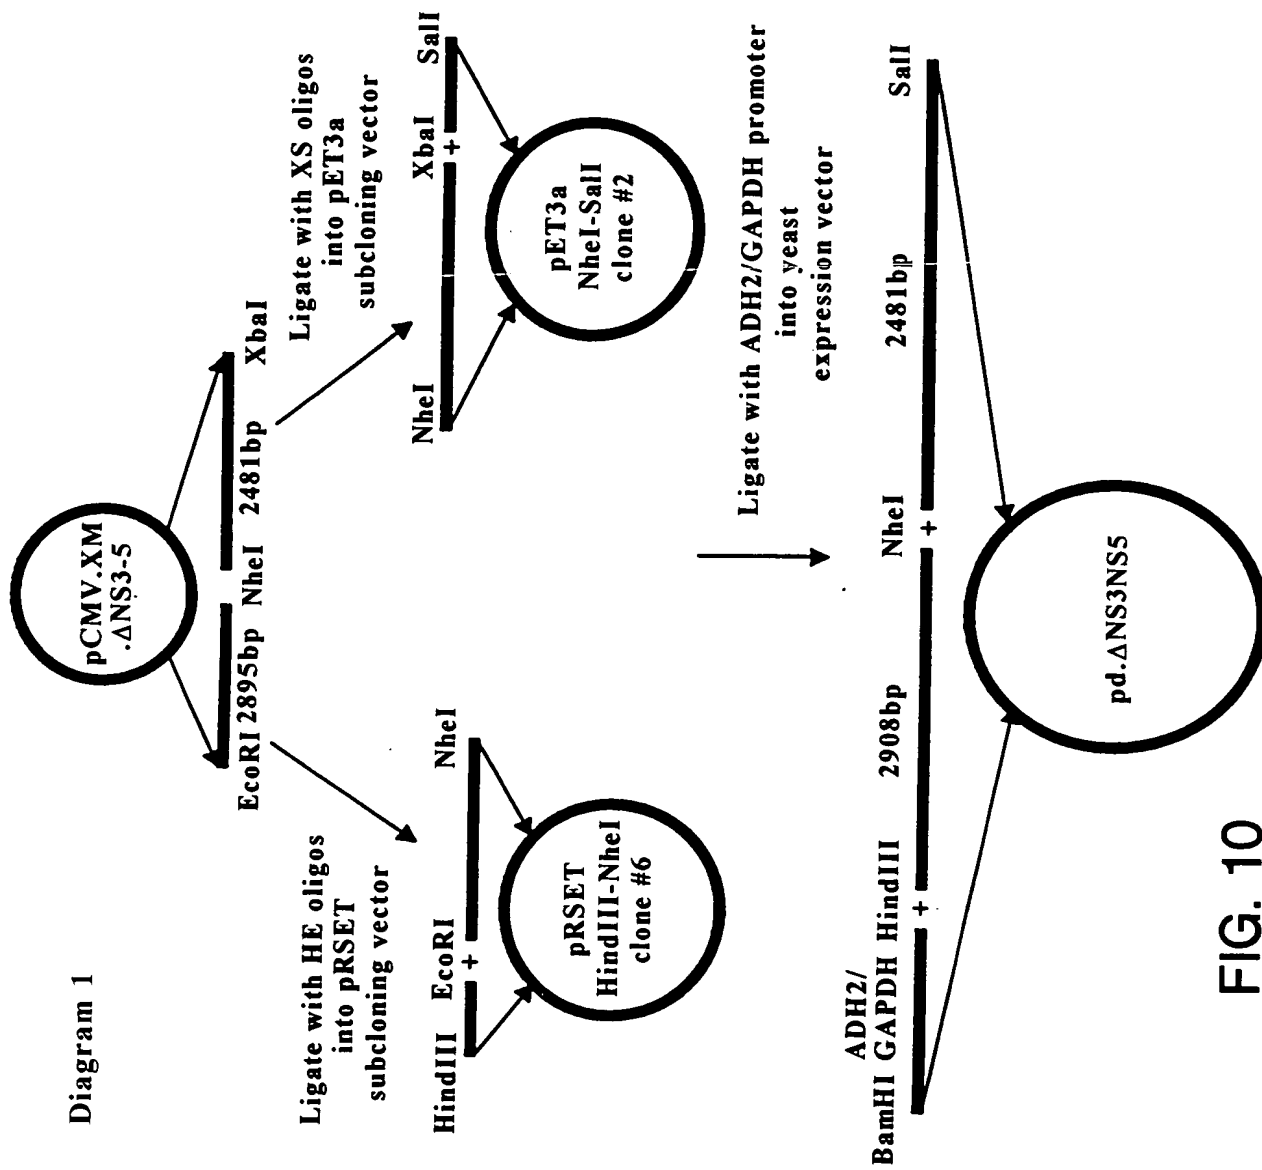 Diagram 1
pCMV.XM
.ΔNS3-5
EcoRI 2895bp NheI 2481bp XbaI
Ligate with HE oligos
into pRSET
subcloning vector
Ligate with XS oligos
into pET3a
subcloning vector
HindIII EcoRI NheI
+
pRSET
HindIII-NheI
clone #6
NheI XbaI SalI
+
pET3a
NheI-SalI
clone #2
Ligate with ADH2/GAPDH promoter
into yeast
expression vector
ADH2/
BamHI GAPDH HindIII 2908bp NheI 2481bp SalI
+ +
pd.ΔNS3NS5
FIG. 10